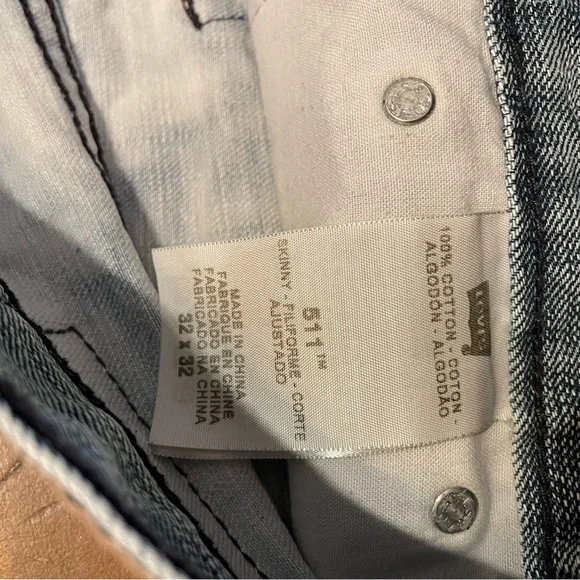 Levi's
100% COTTON - COTON -
ALGODÓN - ALGODÃO
511™
SKINNY - FILIFORME - CORTE
AJUSTADO
MADE IN CHINA
FABRIQUE EN CHINE
FABRICADO EN CHINA
FABRICADO NA CHINA
32 X 32